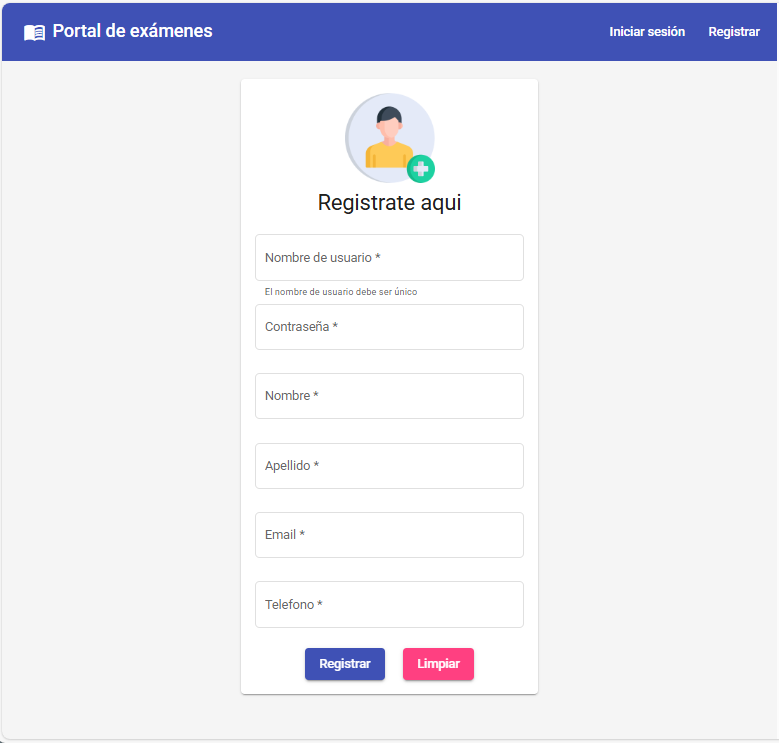 Portal de exámenes
Iniciar sesión
Registrar
Registrate aqui
Nombre de usuario *
El nombre de usuario debe ser único
Contraseña *
Nombre *
Apellido *
Email *
Telefono *
Registrar
Limpiar